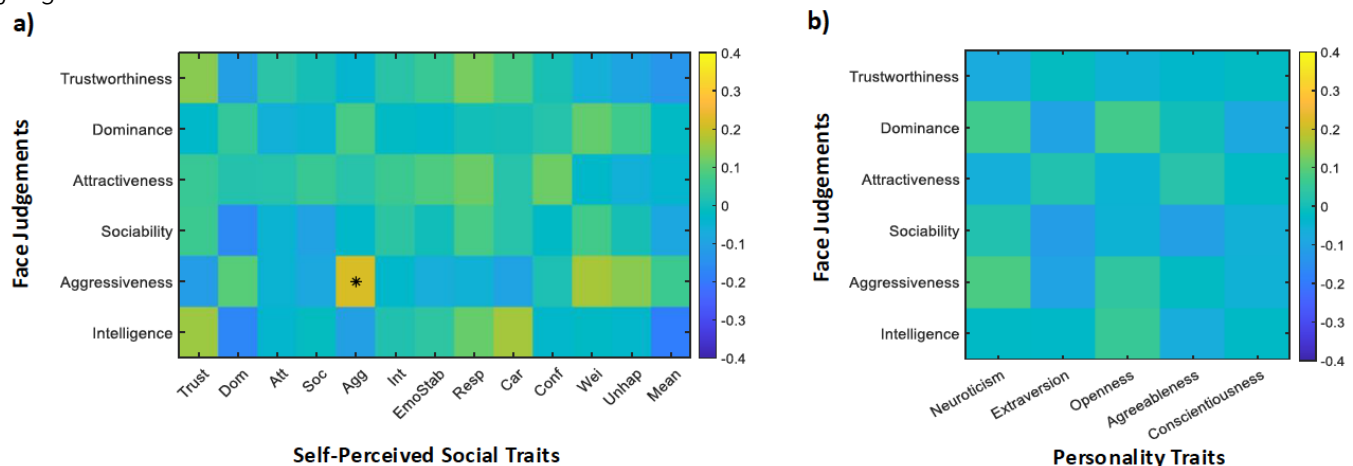 a)
Face Judgements
Trustworthiness
Dominance
Attractiveness
Sociability
Aggressiveness
Intelligence
*
Trust Dom Att Soc Agg Int EmoStab Resp Car Conf Wei Unhap Mean
Self-Perceived Social Traits
0.4
0.3
0.2
0.1
0
-0.1
-0.2
-0.3
-0.4
b)
Face Judgements
Trustworthiness
Dominance
Attractiveness
Sociability
Aggressiveness
Intelligence
Neuroticism Extraversion Openness Agreeableness Conscientiousness
Personality Traits
0.4
0.3
0.2
0.1
0
-0.1
-0.2
-0.3
-0.4